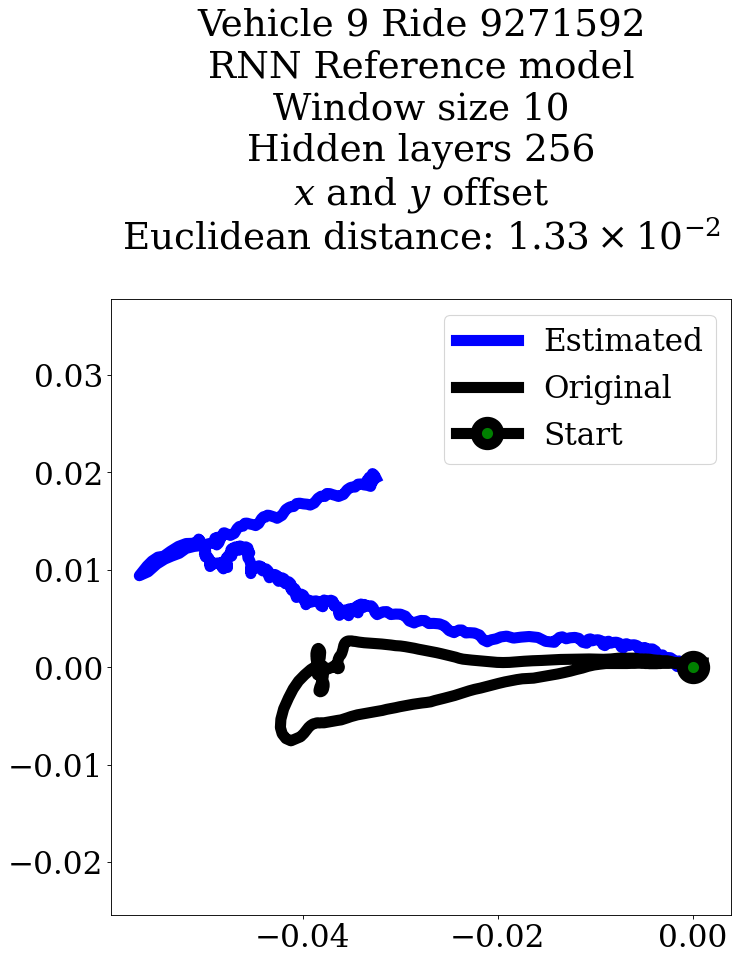 Vehicle 9 Ride 9271592
RNN Reference model
Window size 10
Hidden layers 256
x and y offset
Euclidean distance: 1.33 × 10⁻²
Estimated
Original
Start
0.03
0.02
0.01
0.00
−0.01
−0.02
−0.04 −0.02 0.00